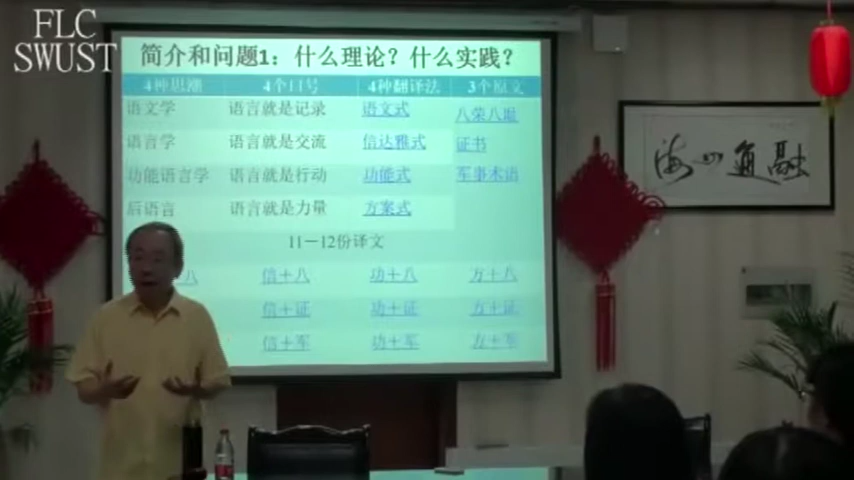 FLC
SWUST
简介和问题1：什么理论？什么实践？
4种思潮 4个口号 4种翻译法 3个原文
语文学 语言就是记录 语文式 八荣八耻
语言学 语言就是交流 信达雅式 证书
功能语言学 语言就是行动 功能式 军事术语
后语言 语言就是力量 方案式
11－12份译文
八 信＋八 功＋八 方＋八
信＋证 功＋证 方＋证
信＋军 功＋军 方＋军